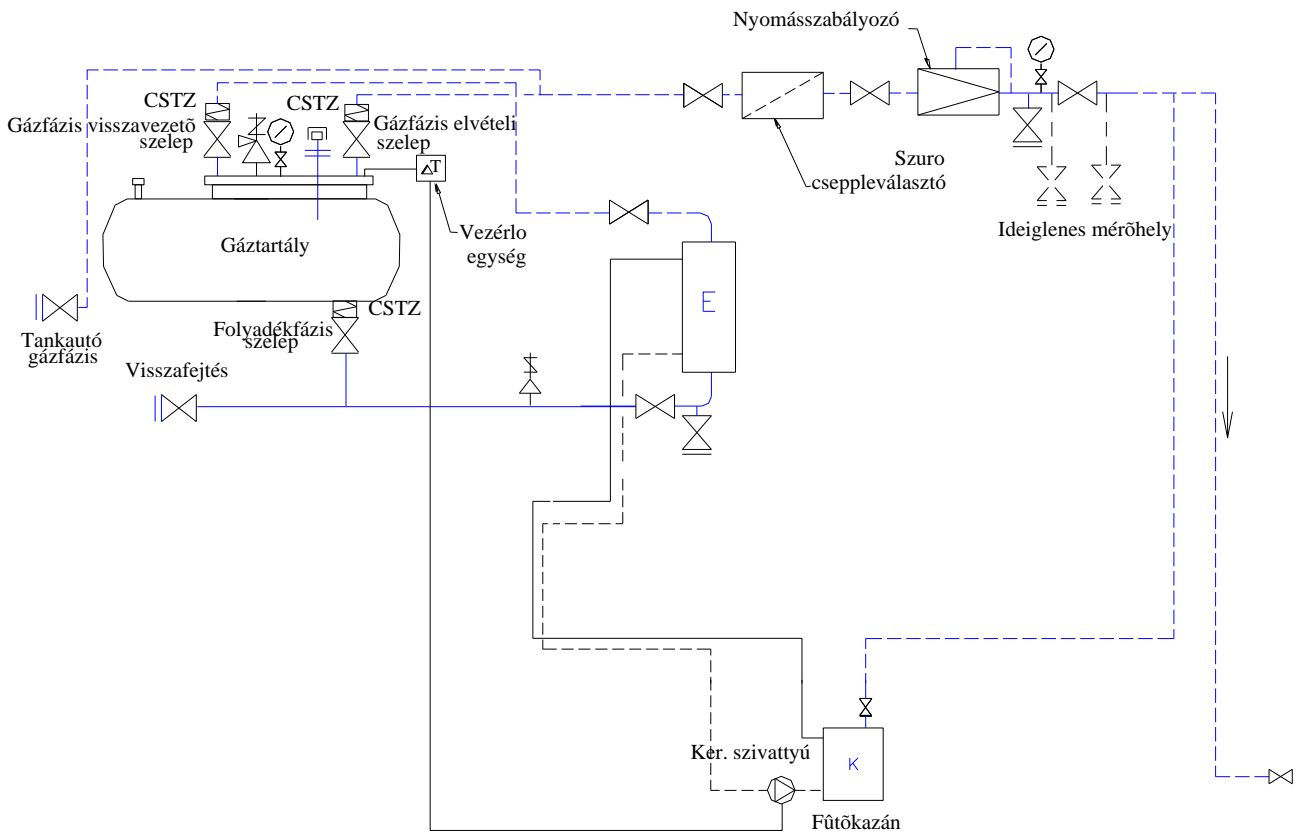 Nyomásszabályozó
CSTZ
CSTZ
Gázfázis visszavezetõ
szelep
Gázfázis elvételi
szelep
ΔT
Szuro
cseppleválasztó
Ideiglenes mérõhely
Vezérlo
egység
Gáztartály
E
CSTZ
Folyadékfázis
szelep
Tankautó
gázfázis
Visszafejtés
Ker. szivattyú
K
Fûtõkazán